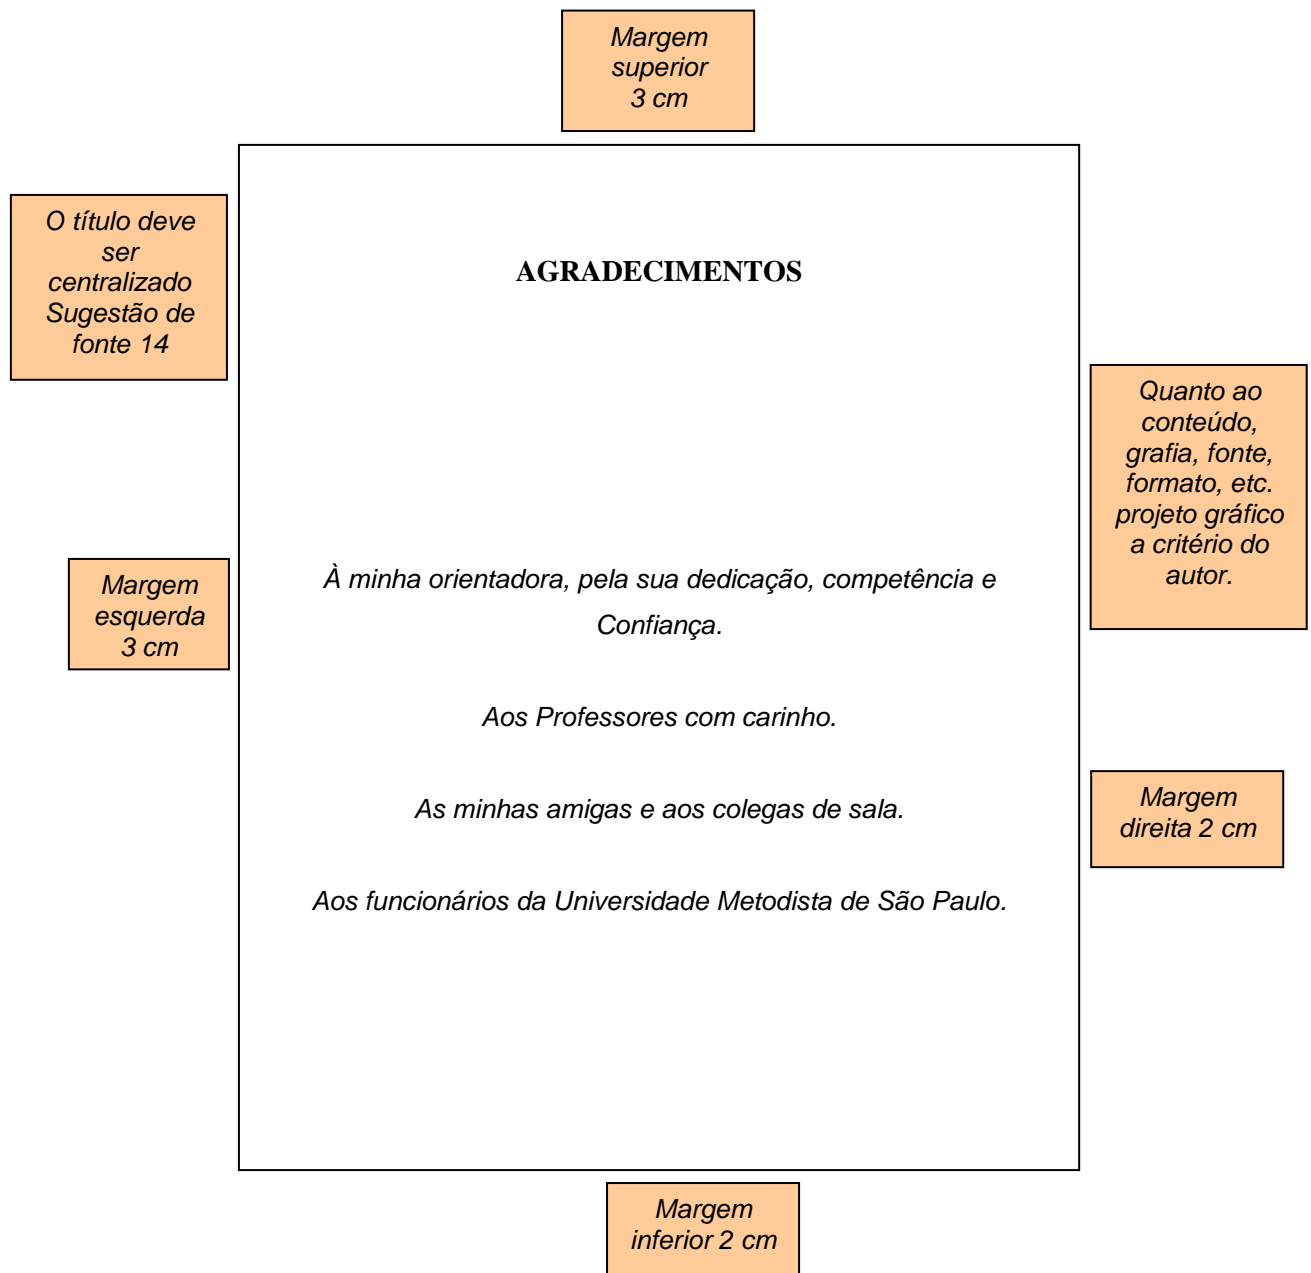 Margem
superior
3 cm
O título deve
ser
centralizado
Sugestão de
fonte 14
AGRADECIMENTOS
Quanto ao
conteúdo,
grafia, fonte,
formato, etc.
projeto gráfico
a critério do
autor.
Margem
esquerda
3 cm
À minha orientadora, pela sua dedicação, competência e
Confiança.
Aos Professores com carinho.
As minhas amigas e aos colegas de sala.
Margem
direita 2 cm
Aos funcionários da Universidade Metodista de São Paulo.
Margem
inferior 2 cm